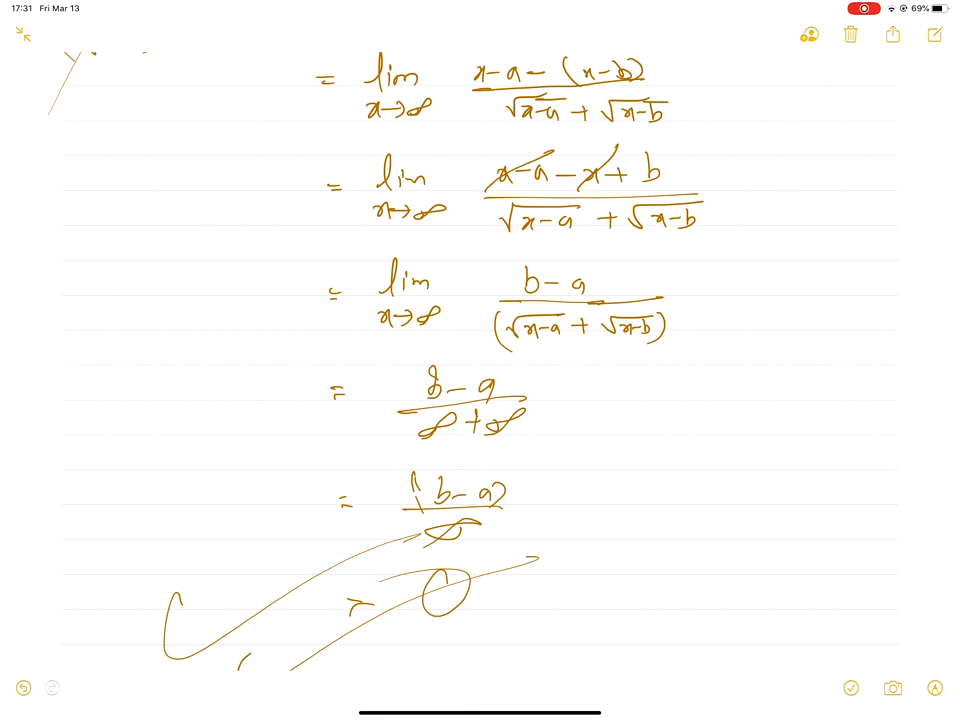 17:31 Fri Mar 13 69%
= lim x→∞ x-a-(x-b) / √x-a + √x-b
= lim x→∞ x-a-x+b / √x-a + √x-b
= lim x→∞ b-a / (√x-a + √x-b)
= b-a / ∞+∞
= (b-a) / ∞
= 0